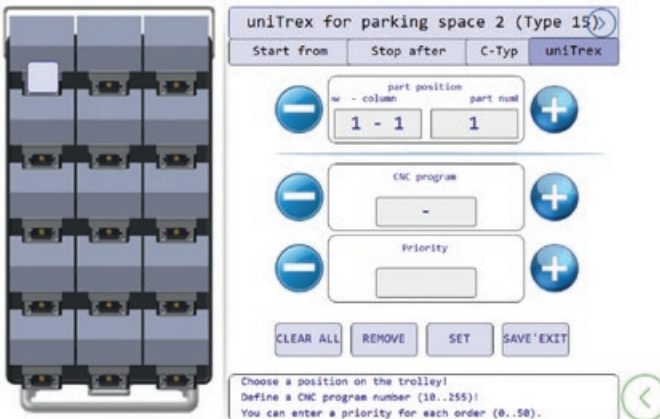 uniTrex for parking space 2 (Type 15)
Start from Stop after C-Typ uniTrex
part position
w - column part numl
1 - 1 1
CNC program
-
Priority
CLEAR ALL REMOVE SET SAVE'EXIT
Choose a position on the trolley!
Define a CNC program number (10..255)!
You can enter a priority for each order (0..50).